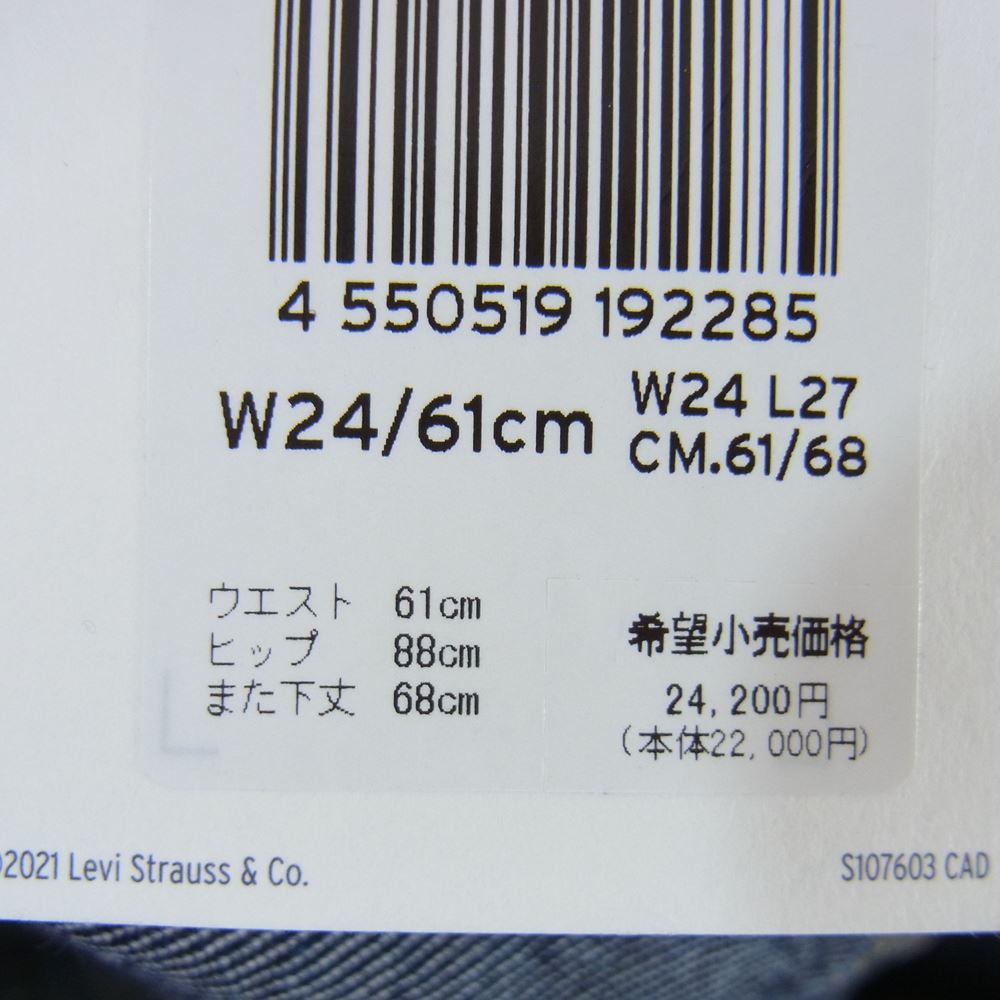 4 550519 192285
W24/61cm
W24 L27
CM.61/68
ウエスト 61cm
ヒップ 88cm
また下丈 68cm
希望小売価格
24,200円
(本体22,000円)
©2021 Levi Strauss & Co.
S107603 CAD